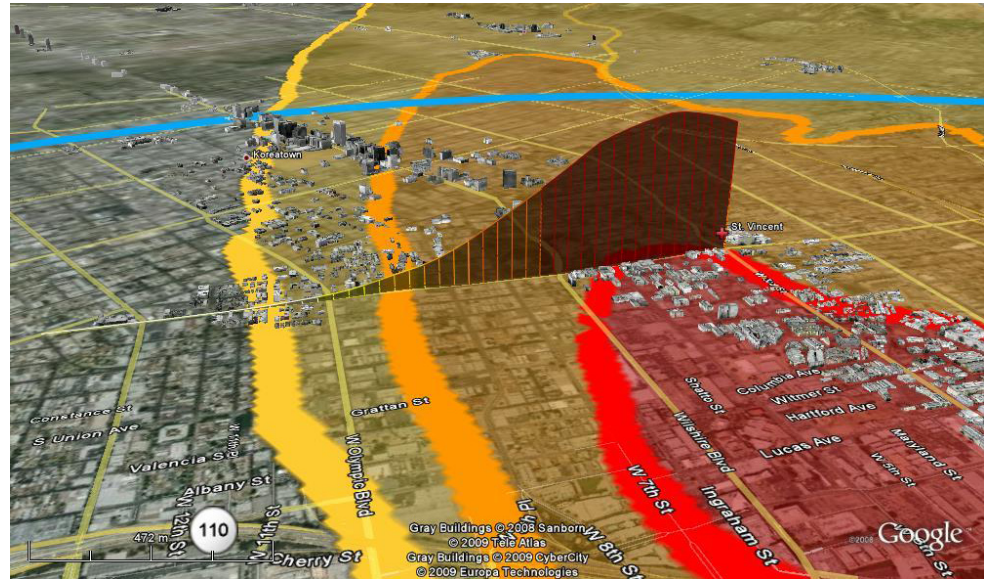 Koreatown
St. Vincent
Constance St
S Union Ave
Valencia St
Albany St
W 12th St
N 11th St
110
472 m
Cherry St
Grattan St
W Olympic Blvd
W 8th St
W 7th St
Ingraham St
Wilshire Blvd
Shatto St
Columbia Ave
Witmer St
Hartford Ave
Lucas Ave
Maryland St
W 5th St
Gray Buildings © 2008 Sanborn
© 2009 Tele Atlas
Gray Buildings © 2009 CyberCity
© 2009 Europa Technologies
©2008 Google